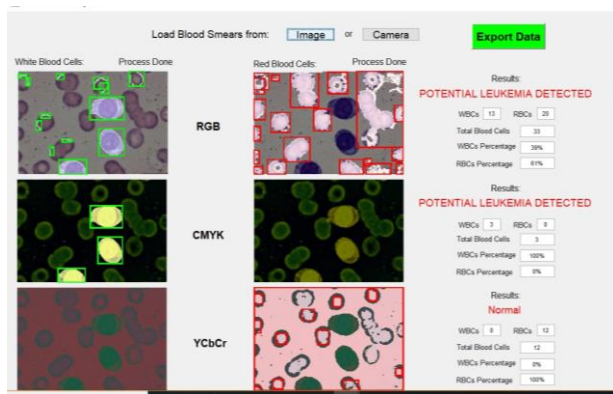 Load Blood Smears from: Image or Camera Export Data
White Blood Cells: Process Done Red Blood Cells: Process Done
RGB
Results:
POTENTIAL LEUKEMIA DETECTED
WBCs 13 RBCs 20
Total Blood Cells 33
WBCs Percentage 39%
RBCs Percentage 61%
CMYK
Results:
POTENTIAL LEUKEMIA DETECTED
WBCs 3 RBCs 0
Total Blood Cells 3
WBCs Percentage 100%
RBCs Percentage 0%
YCbCr
Results:
Normal
WBCs 0 RBCs 12
Total Blood Cells 12
WBCs Percentage 0%
RBCs Percentage 100%